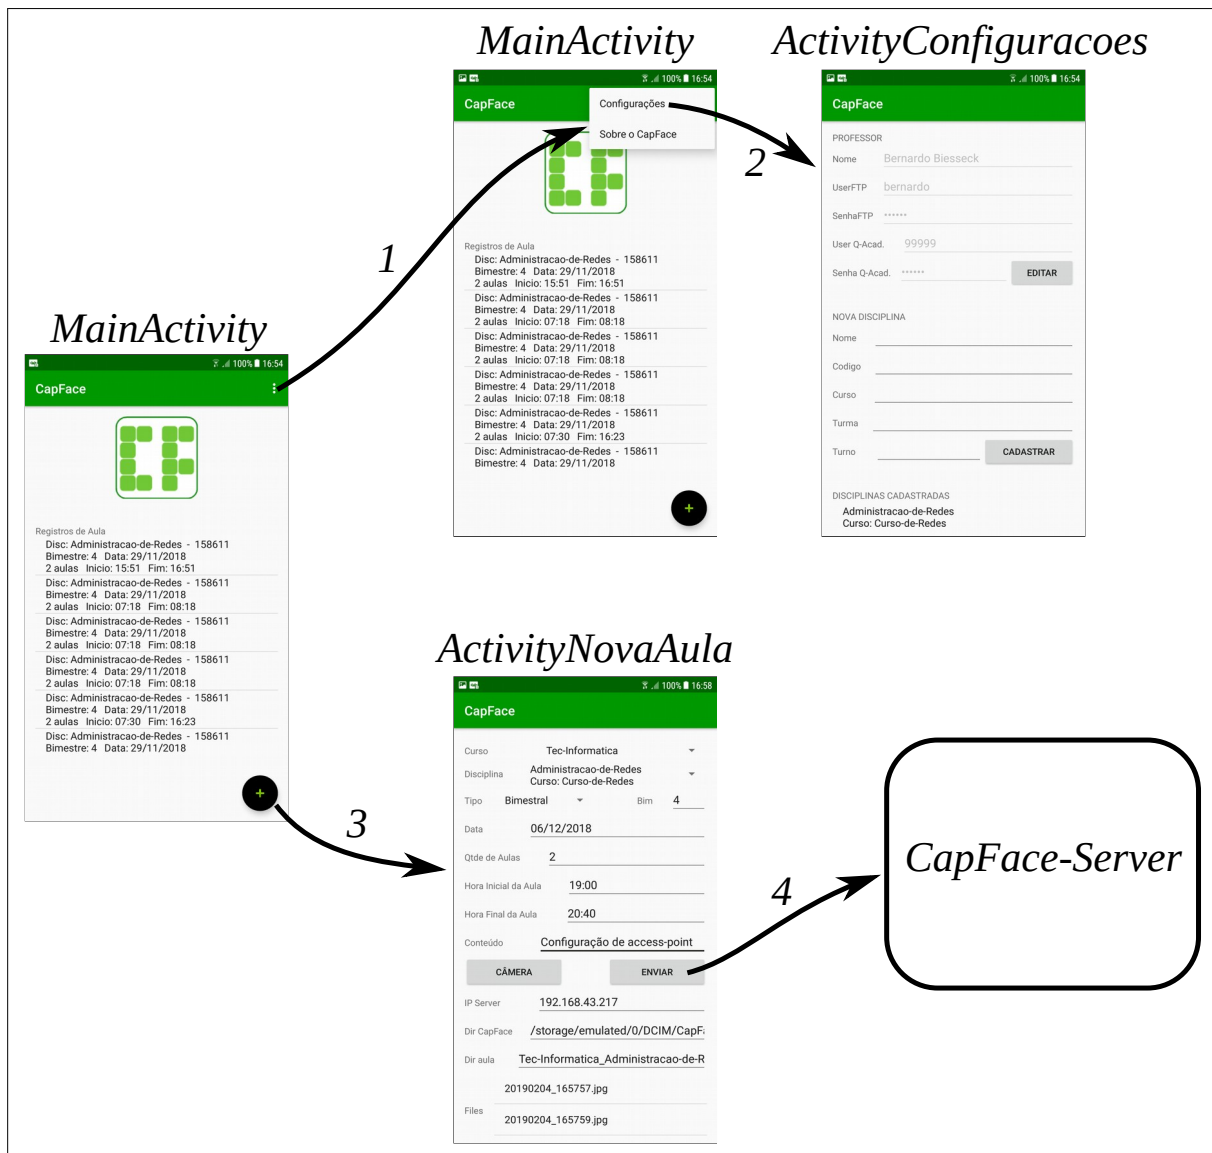 MainActivity
ActivityConfiguracoes
100% 16:54
CapFace
Configurações
Sobre o CapFace
Registros de Aula
Disc: Administracao-de-Redes - 158611
Bimestre: 4 Data: 29/11/2018
2 aulas Inicio: 15:51 Fim: 16:51
Disc: Administracao-de-Redes - 158611
Bimestre: 4 Data: 29/11/2018
2 aulas Inicio: 07:18 Fim: 08:18
Disc: Administracao-de-Redes - 158611
Bimestre: 4 Data: 29/11/2018
2 aulas Inicio: 07:18 Fim: 08:18
Disc: Administracao-de-Redes - 158611
Bimestre: 4 Data: 29/11/2018
2 aulas Inicio: 07:18 Fim: 08:18
Disc: Administracao-de-Redes - 158611
Bimestre: 4 Data: 29/11/2018
2 aulas Inicio: 07:30 Fim: 16:23
Disc: Administracao-de-Redes - 158611
Bimestre: 4 Data: 29/11/2018
+
2
100% 16:54
CapFace
PROFESSOR
Nome Bernardo Biesseck
UserFTP bernardo
SenhaFTP ••••••
User Q-Acad. 99999
Senha Q-Acad. •••••• EDITAR
NOVA DISCIPLINA
Nome
Codigo
Curso
Turma
Turno CADASTRAR
DISCIPLINAS CADASTRADAS
Administracao-de-Redes
Curso: Curso-de-Redes
1
MainActivity
100% 16:54
CapFace
Registros de Aula
Disc: Administracao-de-Redes - 158611
Bimestre: 4 Data: 29/11/2018
2 aulas Inicio: 15:51 Fim: 16:51
Disc: Administracao-de-Redes - 158611
Bimestre: 4 Data: 29/11/2018
2 aulas Inicio: 07:18 Fim: 08:18
Disc: Administracao-de-Redes - 158611
Bimestre: 4 Data: 29/11/2018
2 aulas Inicio: 07:18 Fim: 08:18
Disc: Administracao-de-Redes - 158611
Bimestre: 4 Data: 29/11/2018
2 aulas Inicio: 07:18 Fim: 08:18
Disc: Administracao-de-Redes - 158611
Bimestre: 4 Data: 29/11/2018
2 aulas Inicio: 07:30 Fim: 16:23
Disc: Administracao-de-Redes - 158611
Bimestre: 4 Data: 29/11/2018
+
3
ActivityNovaAula
100% 16:58
CapFace
Curso Tec-Informatica
Disciplina Administracao-de-Redes
Curso: Curso-de-Redes
Tipo Bimestral Bim 4
Data 06/12/2018
Qtde de Aulas 2
Hora Inicial da Aula 19:00
Hora Final da Aula 20:40
Conteúdo Configuração de access-point
CÂMERA ENVIAR
IP Server 192.168.43.217
Dir CapFace /storage/emulated/0/DCIM/CapFa
Dir aula Tec-Informatica_Administracao-de-R
20190204_165757.jpg
Files
20190204_165759.jpg
4
CapFace-Server